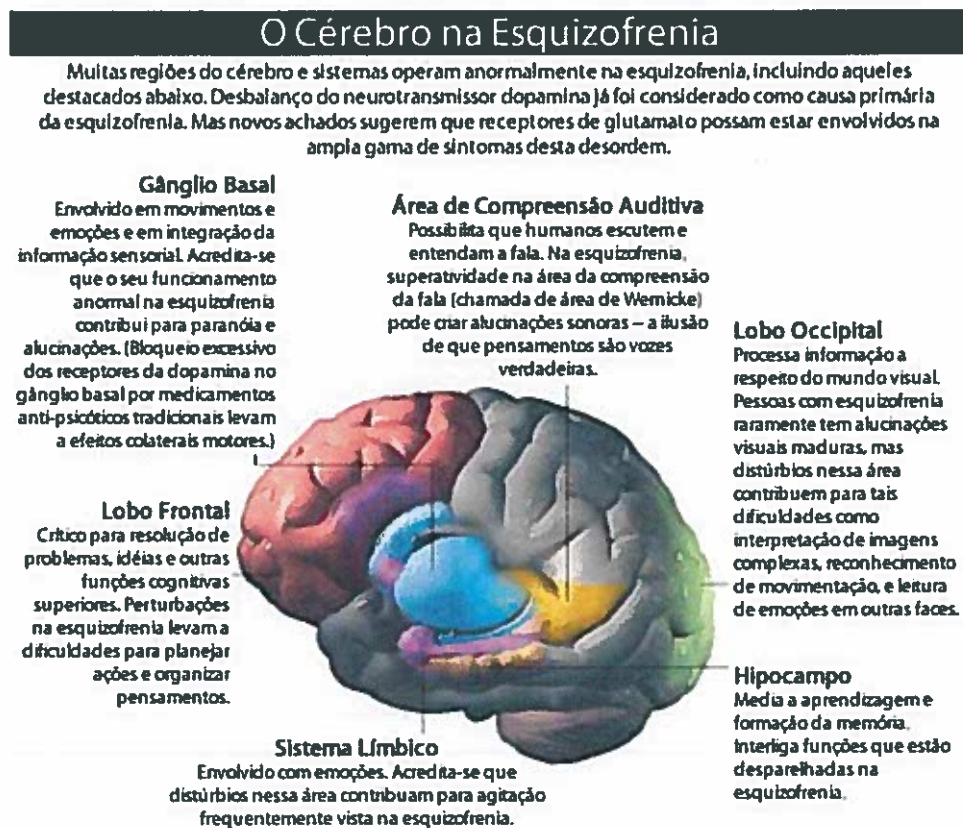 O Cérebro na Esquizofrenia
Muitas regiões do cérebro e sistemas operam anormalmente na esquizofrenia, incluindo aqueles
destacados abaixo. Desbalanço do neurotransmissor dopamina já foi considerado como causa primária
da esquizofrenia. Mas novos achados sugerem que receptores de glutamato possam estar envolvidos na
ampla gama de sintomas desta desordem.
Gânglio Basal
Envolvido em movimentos e
emoções e em integração da
informação sensorial. Acredita-se
que o seu funcionamento
anormal na esquizofrenia
contribui para paranóia e
alucinações. (Bloqueio excessivo
dos receptores da dopamina no
gânglio basal por medicamentos
anti-psicóticos tradicionais levam
a efeitos colaterais motores.)
Área de Compreensão Auditiva
Possibilita que humanos escutem e
entendam a fala. Na esquizofrenia,
superatividade na área da compreensão
da fala (chamada de área de Wernicke)
pode criar alucinações sonoras – a ilusão
de que pensamentos são vozes
verdadeiras.
Lobo Occipital
Processa informação a
respeito do mundo visual.
Pessoas com esquizofrenia
raramente tem alucinações
visuais maduras, mas
distúrbios nessa área
contribuem para tais
dificuldades como
interpretação de imagens
complexas, reconhecimento
de movimentação, e leitura
de emoções em outras faces.
Lobo Frontal
Crítico para resolução de
problemas, idéias e outras
funções cognitivas
superiores. Perturbações
na esquizofrenia levam a
dificuldades para planejar
ações e organizar
pensamentos.
Hipocampo
Media a aprendizagem e
formação da memória.
Interliga funções que estão
desparelhadas na
esquizofrenia.
Sistema Límbico
Envolvido com emoções. Acredita-se que
distúrbios nessa área contribuam para agitação
frequentemente vista na esquizofrenia.